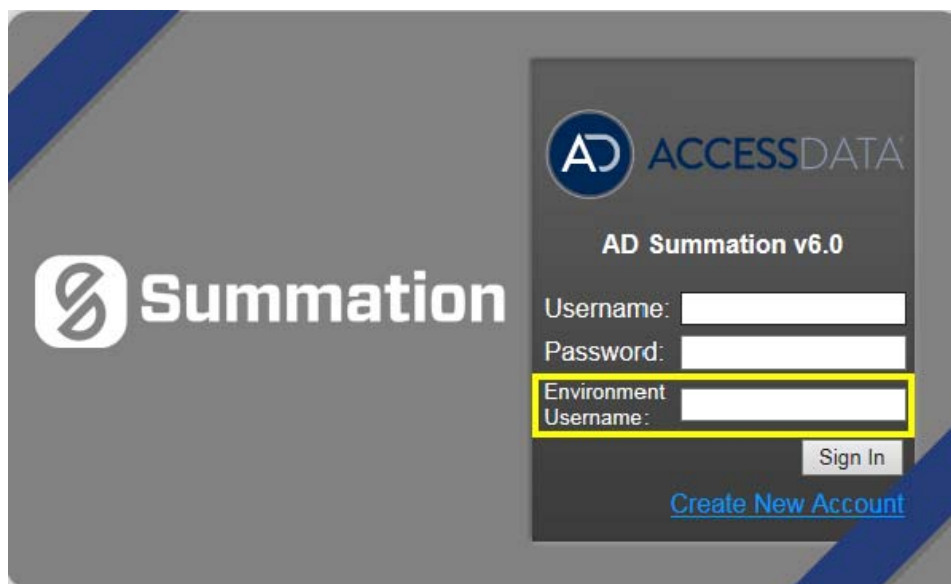 AD ACCESSDATA
AD Summation v6.0
Summation
Username:
Password:
Environment
Username:
Sign In
Create New Account